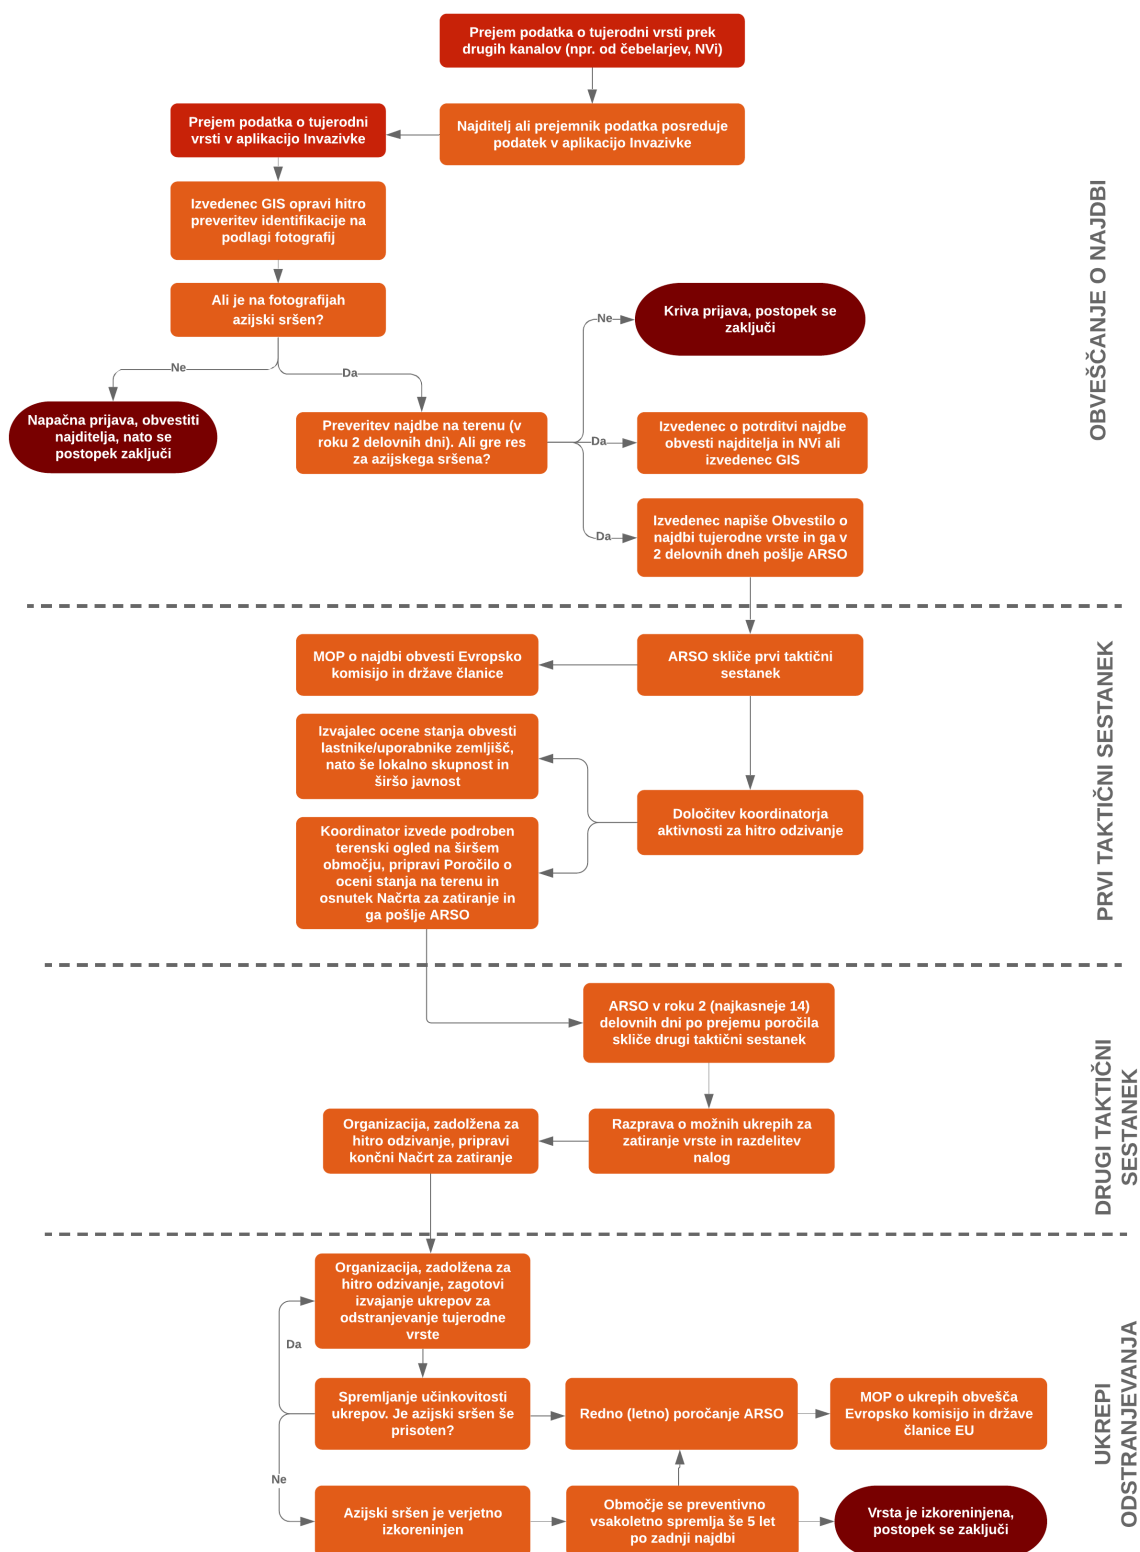 Prejem podatka o tujerodni vrsti prek
drugih kanalov (npr. od čebelarjev, NVi)
Najditelj ali prejemnik podatka posreduje
podatek v aplikacijo Invazivke
Prejem podatka o tujerodni
vrsti v aplikacijo Invazivke
Izvedenec GIS opravi hitro
preveritev identifikacije na
podlagi fotografij
Ali je na fotografijah
azijski sršen?
Ne
Da
Napačna prijava, obvestiti
najditelja, nato se
postopek zaključi
Preveritev najdbe na terenu (v
roku 2 delovnih dni). Ali gre res
za azijskega sršena?
Ne
Kriva prijava, postopek se
zaključi
Da
Izvedenec o potrditvi najdbe
obvesti najditelja in NVi ali
izvedenec GIS
Da
Izvedenec napiše Obvestilo o
najdbi tujerodne vrste in ga v
2 delovnih dneh pošlje ARSO
OBVEŠČANJE O NAJDBI
ARSO skliče prvi taktični
sestanek
MOP o najdbi obvesti Evropsko
komisijo in države članice
Izvajalec ocene stanja obvesti
lastnike/uporabnike zemljišč,
nato še lokalno skupnost in
širšo javnost
Določitev koordinatorja
aktivnosti za hitro odzivanje
Koordinator izvede podroben
terenski ogled na širšem
območju, pripravi Poročilo o
oceni stanja na terenu in
osnutek Načrta za zatiranje in
ga pošlje ARSO
PRVI TAKTIČNI SESTANEK
ARSO v roku 2 (najkasneje 14)
delovnih dni po prejemu poročila
skliče drugi taktični sestanek
Razprava o možnih ukrepih za
zatiranje vrste in razdelitev
nalog
Organizacija, zadolžena za
hitro odzivanje, pripravi
končni Načrt za zatiranje
DRUGI TAKTIČNI
SESTANEK
Organizacija, zadolžena za
hitro odzivanje, zagotovi
izvajanje ukrepov za
odstranjevanje tujerodne
vrste
Da
Spremljanje učinkovitosti
ukrepov. Je azijski sršen še
prisoten?
Redno (letno) poročanje ARSO
MOP o ukrepih obvešča
Evropsko komisijo in države
članice EU
Ne
Azijski sršen je verjetno
izkoreninjen
Območje se preventivno
vsakoletno spremlja še 5 let
po zadnji najdbi
Vrsta je izkoreninjena,
postopek se zaključi
UKREPI
ODSTRANJEVANJA